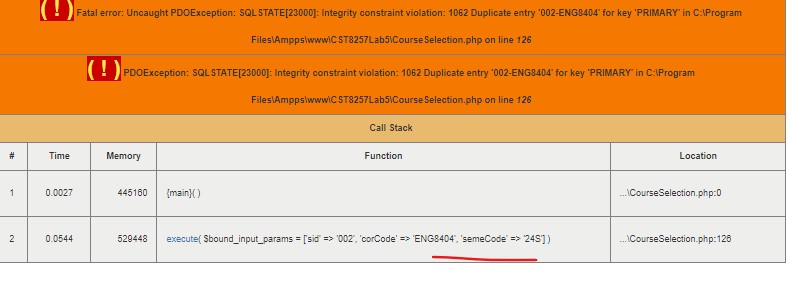 ( ! ) Fatal error: Uncaught PDOException: SQLSTATE[23000]: Integrity constraint violation: 1062 Duplicate entry '002-ENG8404' for key 'PRIMARY' in C:\Program
Files\Ampps\www\CST8257Lab5\CourseSelection.php on line 126
( ! ) PDOException: SQLSTATE[23000]: Integrity constraint violation: 1062 Duplicate entry '002-ENG8404' for key 'PRIMARY' in C:\Program
Files\Ampps\www\CST8257Lab5\CourseSelection.php on line 126
Call Stack
# Time Memory Function Location
1 0.0027 445160 {main}( ) ...\CourseSelection.php:0
2 0.0544 529448 execute( $bound_input_params = ['sid' => '002', 'corCode' => 'ENG8404', 'semeCode' => '24S'] ) ...\CourseSelection.php:126